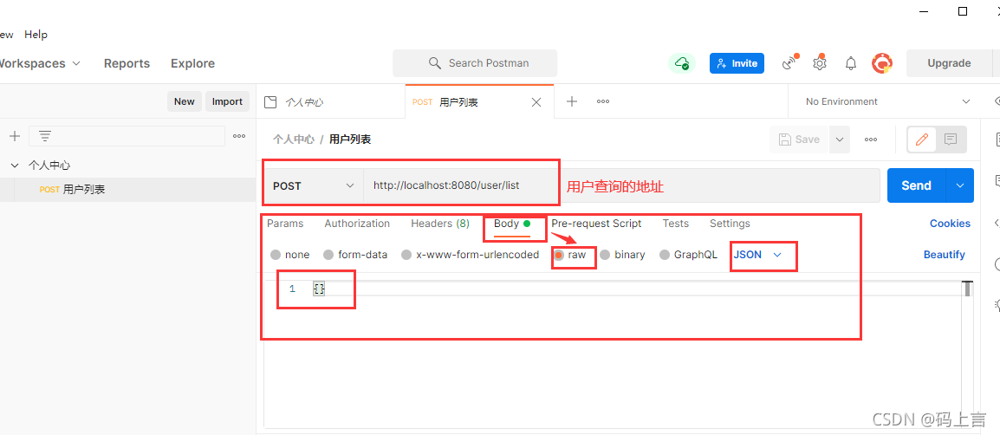 ew Help
Workspaces Reports Explore Search Postman Invite Upgrade
New Import 个人中心 POST 用户列表 No Environment
个人中心 / 用户列表 Save
个人中心
POST 用户列表
POST http://localhost:8080/user/list 用户查询的地址 Send
Params Authorization Headers (8) Body Pre-request Script Tests Settings Cookies
none form-data x-www-form-urlencoded raw binary GraphQL JSON Beautify
1 {}
CSDN @码上言